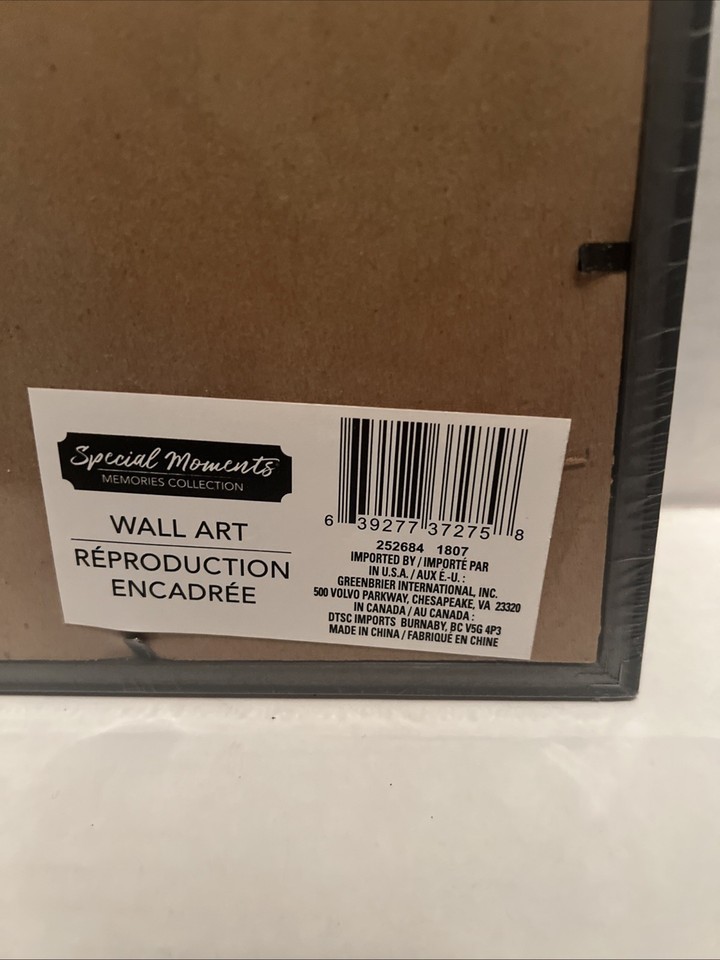 Special Moments
MEMORIES COLLECTION
WALL ART
RÉPRODUCTION
ENCADRÉE
6 39277 37275 8
252684 1807
IMPORTED BY / IMPORTÉ PAR
IN U.S.A. / AUX É.-U. :
GREENBRIER INTERNATIONAL, INC.
500 VOLVO PARKWAY, CHESAPEAKE, VA 23320
IN CANADA / AU CANADA :
DTSC IMPORTS BURNABY, BC V5G 4P3
MADE IN CHINA / FABRIQUÉ EN CHINE